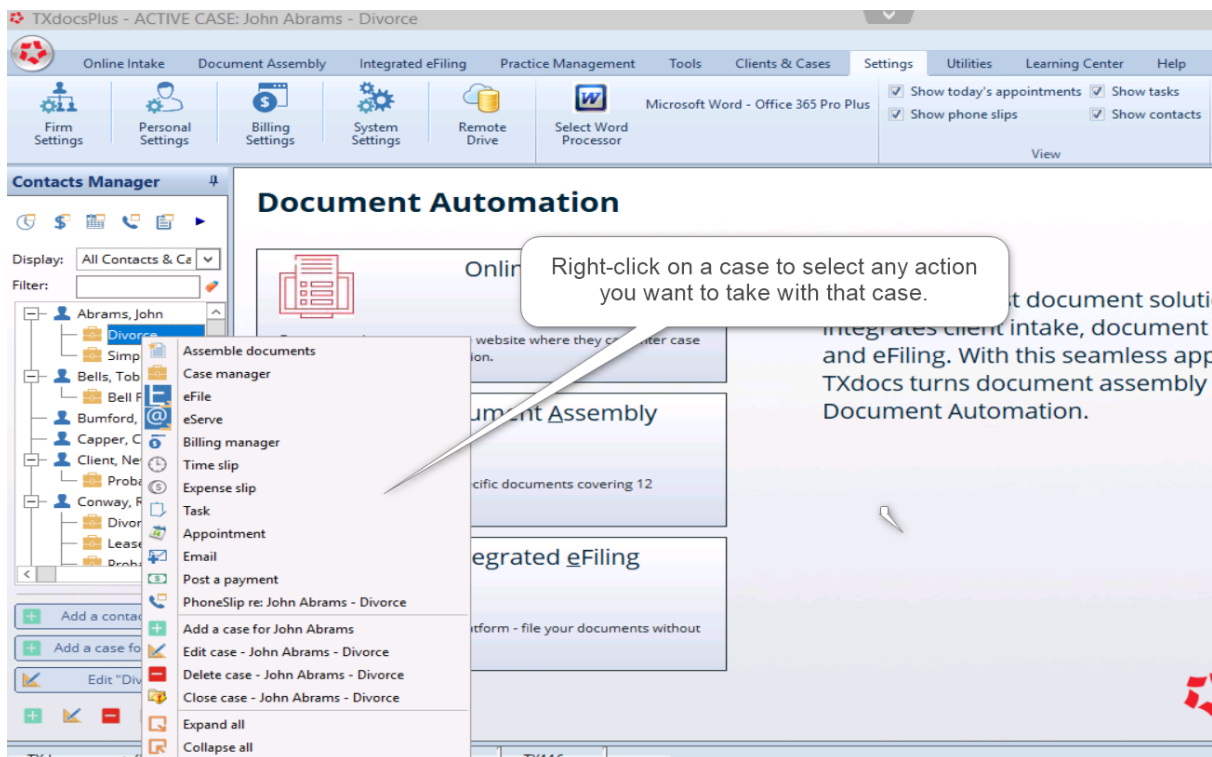 TXdocsPlus - ACTIVE CASE: John Abrams - Divorce
Online Intake Document Assembly Integrated eFiling Practice Management Tools Clients & Cases Settings Utilities Learning Center Help
Firm Settings
Personal Settings
Billing Settings
System Settings
Remote Drive
Select Word Processor
Microsoft Word - Office 365 Pro Plus
Show today's appointments Show tasks
Show phone slips Show contacts
View
Contacts Manager
Display: All Contacts & Ca
Filter:
Abrams, John
Divorce
Simp
Bells, Tob
Bell F
Bumford,
Capper, C
Client, Ne
Proba
Conway, R
Divor
Lease
Proba
Add a contac
Add a case fo
Edit "Div
Assemble documents
Case manager
eFile
eServe
Billing manager
Time slip
Expense slip
Task
Appointment
Email
Post a payment
PhoneSlip re: John Abrams - Divorce
Add a case for John Abrams
Edit case - John Abrams - Divorce
Delete case - John Abrams - Divorce
Close case - John Abrams - Divorce
Expand all
Collapse all
Document Automation
Onlin
website where they can enter case
ion.
ument Assembly
cific documents covering 12
egrated eFiling
tform - file your documents without
Right-click on a case to select any action
you want to take with that case.
t document soluti
integrates client intake, document
and eFiling. With this seamless app
TXdocs turns document assembly
Document Automation.